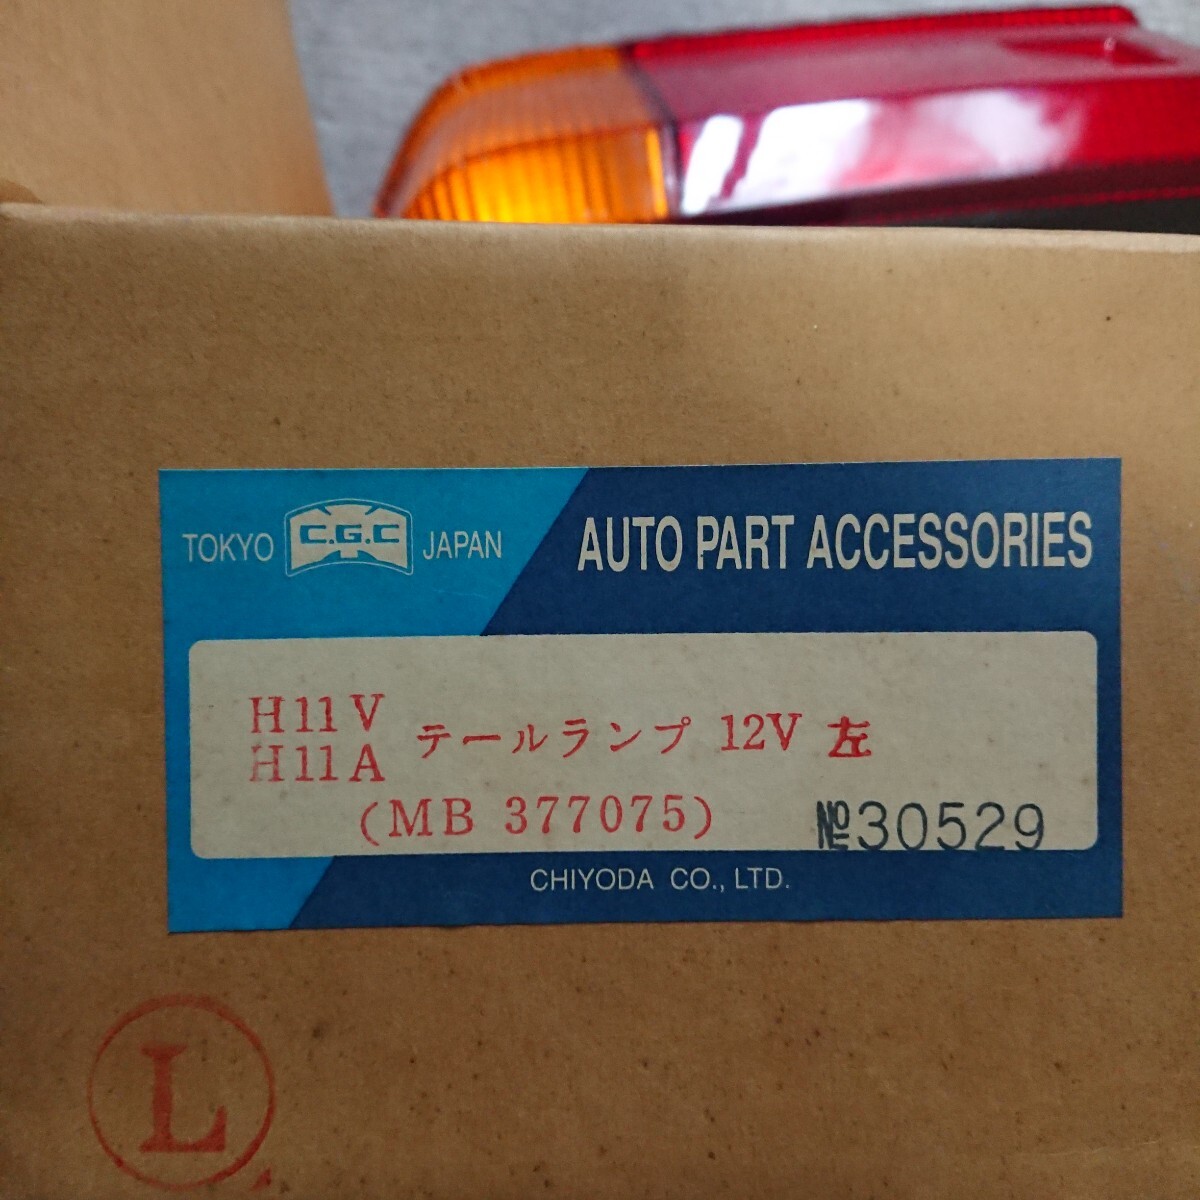 TOKYO C.G.C JAPAN
AUTO PART ACCESSORIES
H11V
H11A
テールランプ 12V 左
(MB 377075)
№30529
CHIYODA CO., LTD.
L